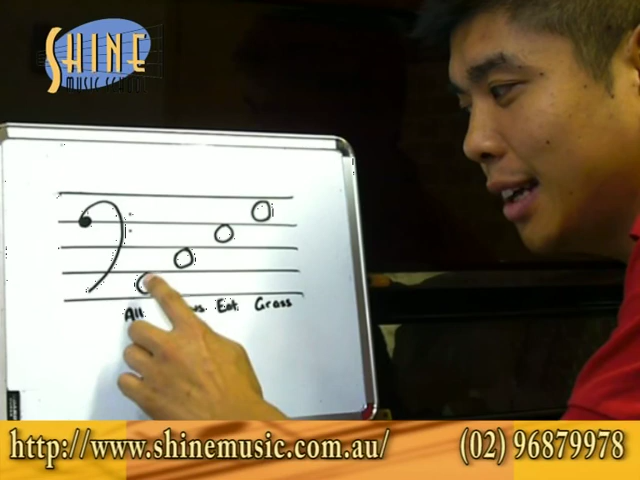 SHINE
MUSIC SCHOOL
All Eat Grass
http://www.shinemusic.com.au/ (02) 96879978